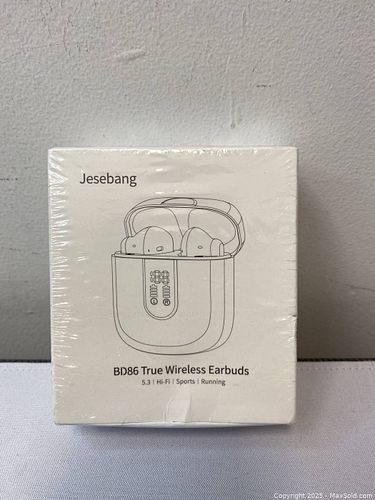 Jesebang
BD86 True Wireless Earbuds
5.3 | Hi-Fi | Sports | Running
Copyright 2025 - MaxSold.com